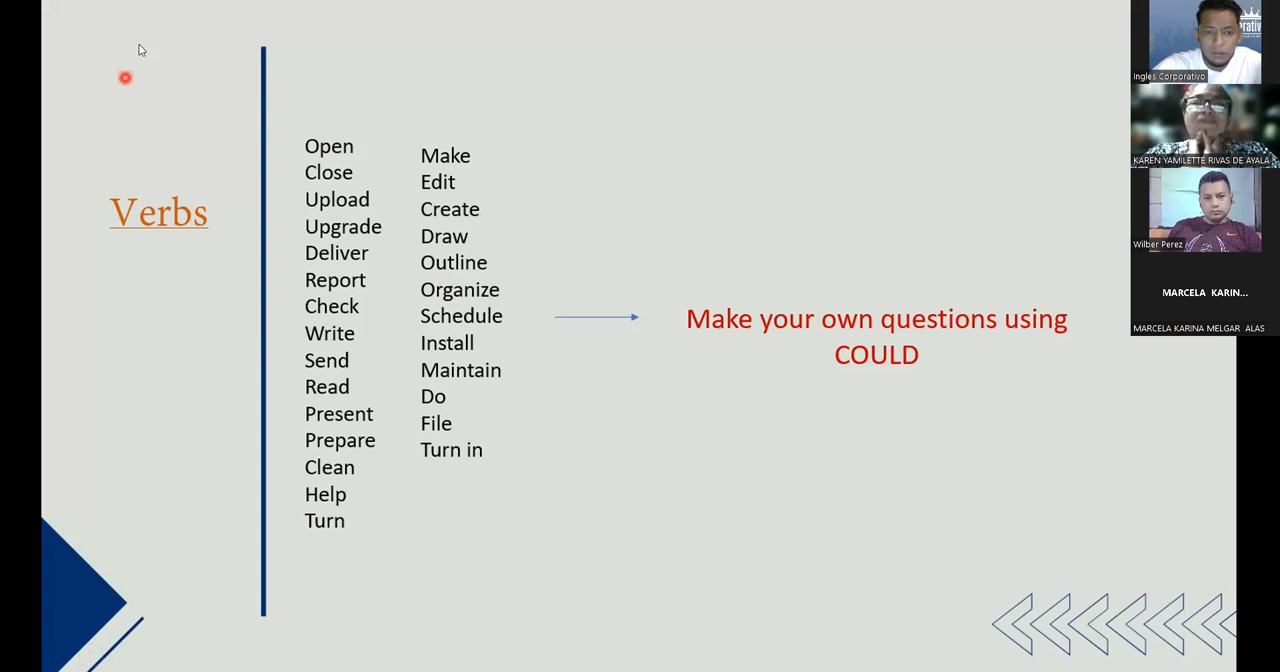 Verbs
Open
Close
Upload
Upgrade
Deliver
Report
Check
Write
Send
Read
Present
Prepare
Clean
Help
Turn
Make
Edit
Create
Draw
Outline
Organize
Schedule
Install
Maintain
Do
File
Turn in
Make your own questions using
COULD
Ingles Corporativo
KAREN YAMILETTE RIVAS DE AYALA
Wilber Perez
MARCELA KARIN...
MARCELA KARINA MELGAR ALAS